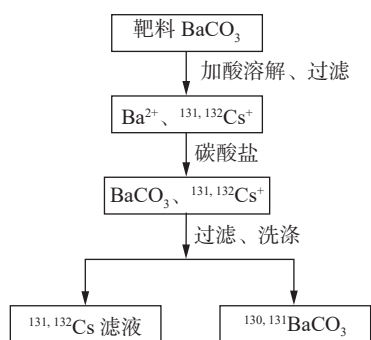 靶料 BaCO₃
加酸溶解、过滤
Ba²⁺、¹³¹, ¹³²Cs⁺
碳酸盐
BaCO₃、¹³¹, ¹³²Cs⁺
过滤、洗涤
¹³¹, ¹³²Cs 滤液
¹³⁰, ¹³¹BaCO₃